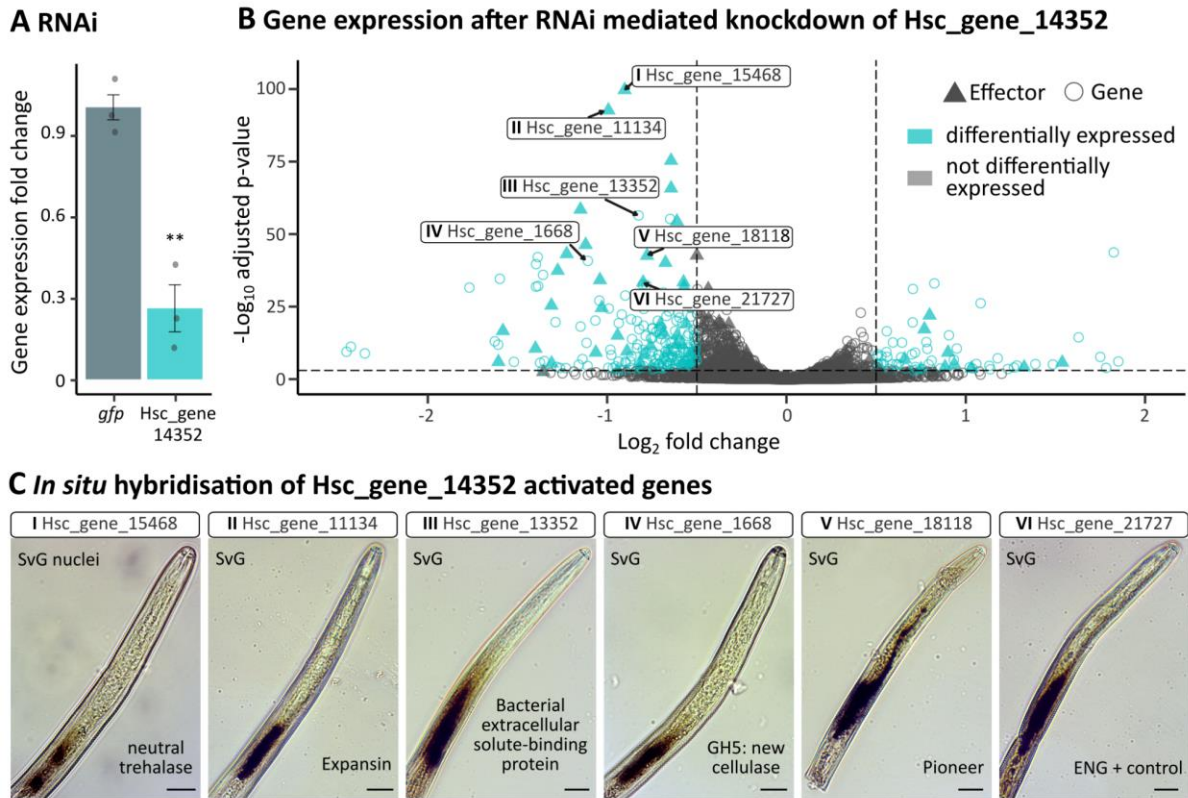 A RNAi
B Gene expression after RNAi mediated knockdown of Hsc_gene_14352
Gene expression fold change
0.9
0.6
0.3
0
**
gfp
Hsc_gene
14352
-Log10 adjusted p-value
100
75
50
25
0
-2
-1
0
1
2
Log2 fold change
I Hsc_gene_15468
II Hsc_gene_11134
III Hsc_gene_13352
IV Hsc_gene_1668
V Hsc_gene_18118
VI Hsc_gene_21727
Effector
Gene
differentially expressed
not differentially
expressed
C In situ hybridisation of Hsc_gene_14352 activated genes
I Hsc_gene_15468
SvG nuclei
neutral
trehalase
II Hsc_gene_11134
SvG
Expansin
III Hsc_gene_13352
SvG
Bacterial
extracellular
solute-binding
protein
IV Hsc_gene_1668
SvG
GH5: new
cellulase
V Hsc_gene_18118
SvG
Pioneer
VI Hsc_gene_21727
SvG
ENG + control